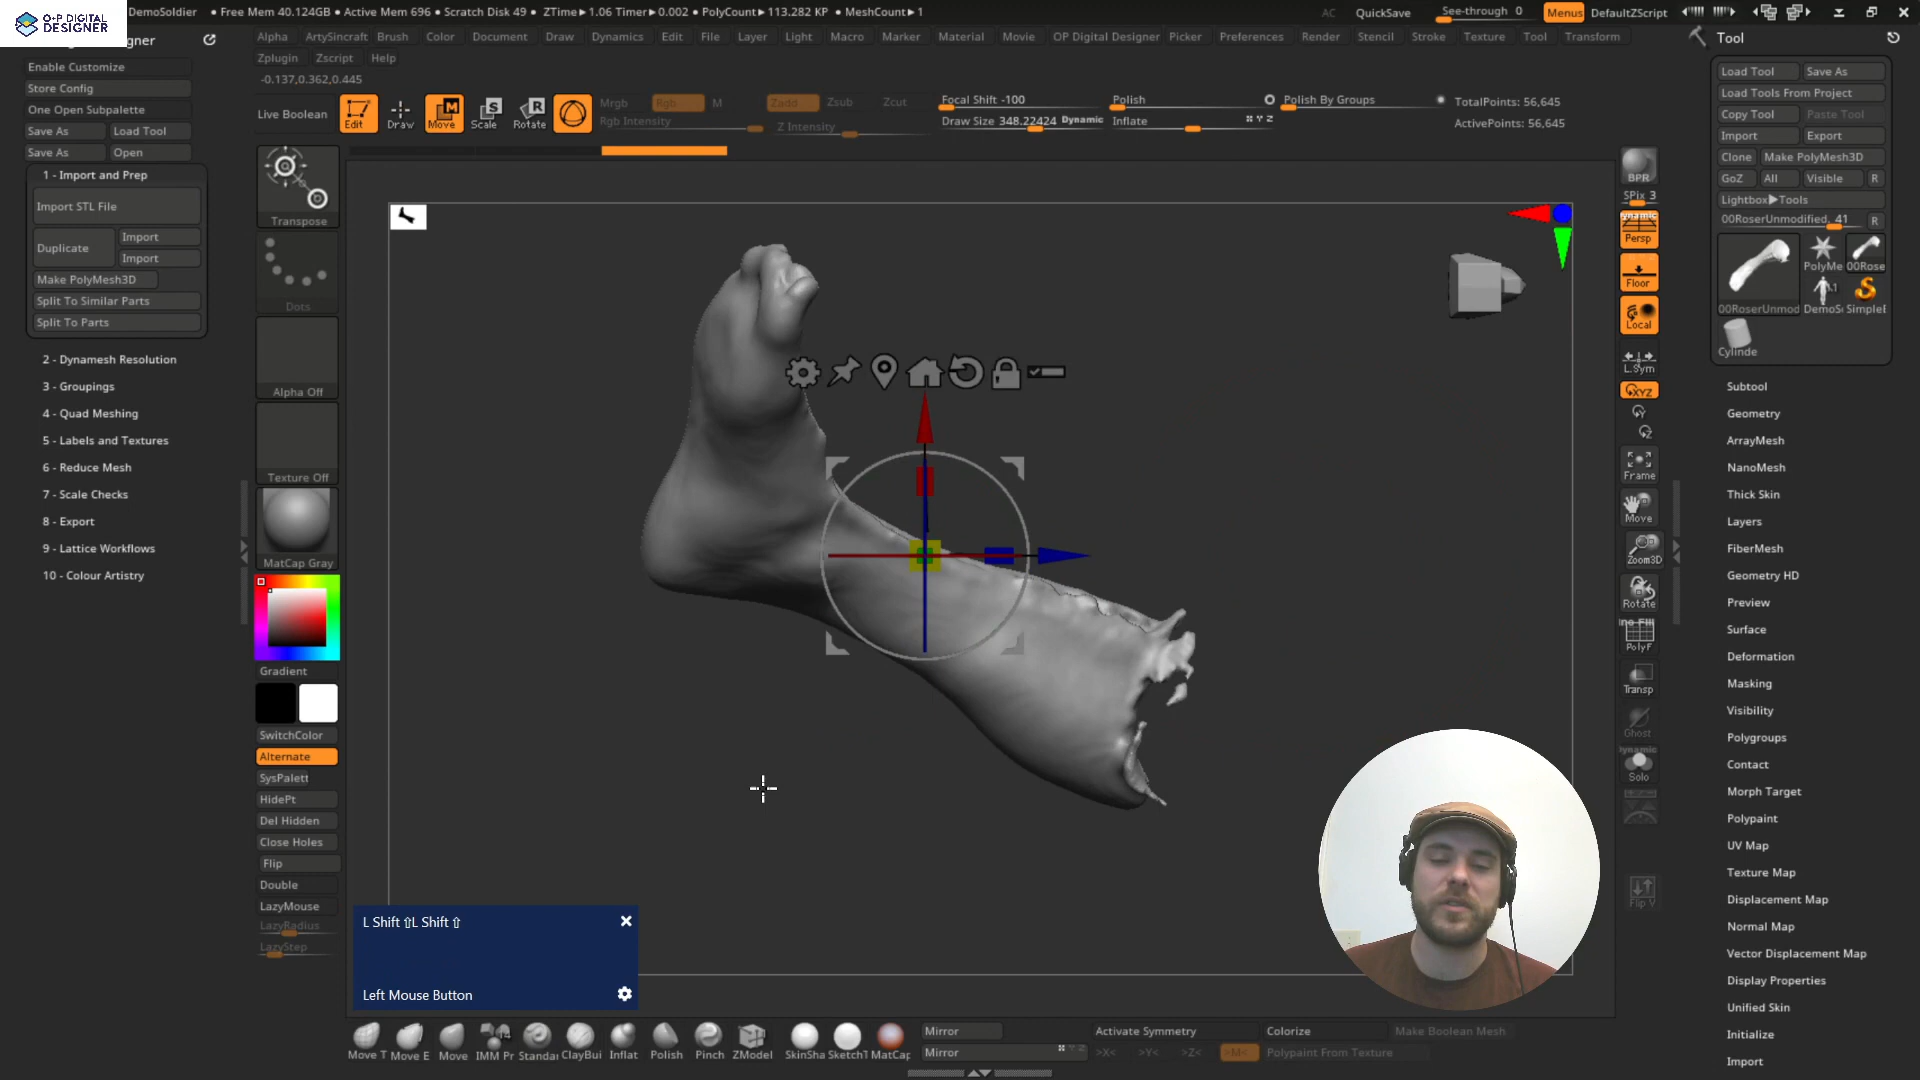 O+P DIGITAL
DESIGNER
DemoSoldier • Free Mem 40.124GB • Active Mem 696 • Scratch Disk 49 • ZTime▶1.06 Timer▶0.002 • PolyCount▶113.282 KP • MeshCount▶1
AC QuickSave See-through 0 Menus DefaultZScript
Alpha ArtySincraft Brush Color Document Draw Dynamics Edit File Layer Light Macro Marker Material Movie OP Digital Designer Picker Preferences Render Stencil Stroke Texture Tool Transform
Zplugin Zscript Help
-0.137,0.362,0.445
Enable Customize
Store Config
One Open Subpalette
Save As Load Tool
Save As Open
1 - Import and Prep
Import STL File
Duplicate Import
Import
Make PolyMesh3D
Split To Similar Parts
Split To Parts
2 - Dynamesh Resolution
3 - Groupings
4 - Quad Meshing
5 - Labels and Textures
6 - Reduce Mesh
7 - Scale Checks
8 - Export
9 - Lattice Workflows
10 - Colour Artistry
Live Boolean Edit Draw Move Scale Rotate
Mrgb Rgb M Zadd Zsub Zcut
Rgb Intensity Z Intensity
Focal Shift -100
Draw Size 348.22424 Dynamic
Polish Polish By Groups
Inflate X Y Z
TotalPoints: 56,645
ActivePoints: 56,645
Transpose
Dots
Alpha Off
Texture Off
MatCap Gray
Gradient
SwitchColor
Alternate
SysPalett
HidePt
Del Hidden
Close Holes
Flip
Double
LazyMouse
LazyRadius
LazyStep
L Shift ⇧L Shift ⇧
Left Mouse Button
Move T Move E Move IMM Pr Standa ClayBui Inflat Polish Pinch ZModel SkinSha SketchT MatCap
Mirror
Mirror
Activate Symmetry Colorize Make Boolean Mesh
>X< >Y< >Z< >M< Polypaint From Texture
BPR
SPix 3
Dynamic
Persp
Floor
Local
L.Sym
XYZ
Frame
Move
Zoom3D
Rotate
PolyF
Transp
Ghost
Dynamic
Solo
Flip V
Tool
Load Tool Save As
Load Tools From Project
Copy Tool Paste Tool
Import Export
Clone Make PolyMesh3D
GoZ All Visible R
Lightbox▶Tools
00RoserUnmodified. 41 R
PolyMe 00Rose
00RoserUnmod DemoS SimpleB
Cylinde
Subtool
Geometry
ArrayMesh
NanoMesh
Thick Skin
Layers
FiberMesh
Geometry HD
Preview
Surface
Deformation
Masking
Visibility
Polygroups
Contact
Morph Target
Polypaint
UV Map
Texture Map
Displacement Map
Normal Map
Vector Displacement Map
Display Properties
Unified Skin
Initialize
Import